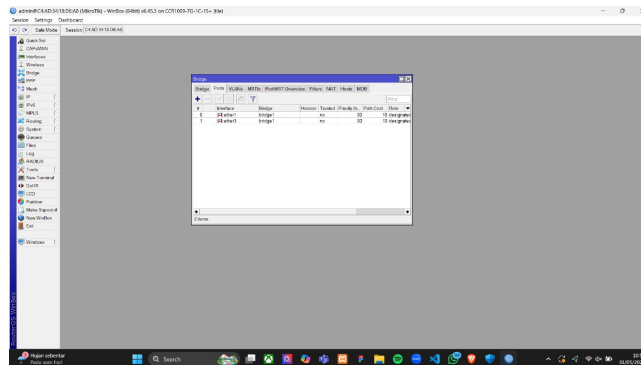 admin@C4:AD:34:18:D6:A6 (MikroTik) - WinBox (64bit) v6.45.3 on CCR1009-7G-1C-1S+ (tile)
Session Settings Dashboard
Safe Mode Session: C4:AD:34:18:D6:A6
Quick Set
CAPsMAN
Interfaces
Wireless
Bridge
PPP
Mesh
IP
IPv6
MPLS
Routing
System
Queues
Files
Log
RADIUS
Tools
New Terminal
Dot1X
LCD
Partition
Make Supout.rif
New WinBox
Exit
Windows
RouterOS WinBox
Bridge
Bridge Ports VLANs MSTIs Port MST Overrides Filters NAT Hosts MDB
Find
# Interface Bridge Horizon Trusted Priority (h... Path Cost Role
0 ether1 bridge1 no 80 10 designated
1 ether3 bridge1 no 80 10 designated
2 items
Hujan sebentar
Pada sore hari
Search